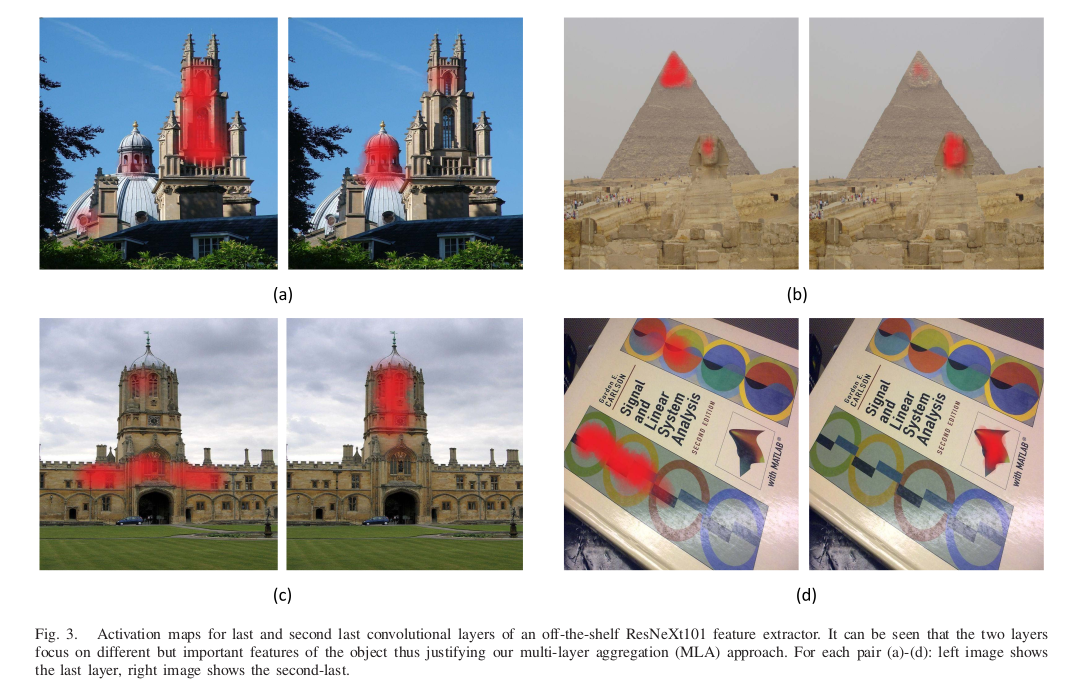 (a)
(b)
Gordon E.
CARLSON
Signal
and
Linear
System
Analysis
SECOND EDITION
with MATLAB®
Gordon E.
CARLSON
Signal
and
Linear
System
Analysis
SECOND EDITION
with MATLAB®
(c)
(d)
Fig. 3. Activation maps for last and second last convolutional layers of an off-the-shelf ResNeXt101 feature extractor. It can be seen that the two layers
focus on different but important features of the object thus justifying our multi-layer aggregation (MLA) approach. For each pair (a)-(d): left image shows
the last layer, right image shows the second-last.